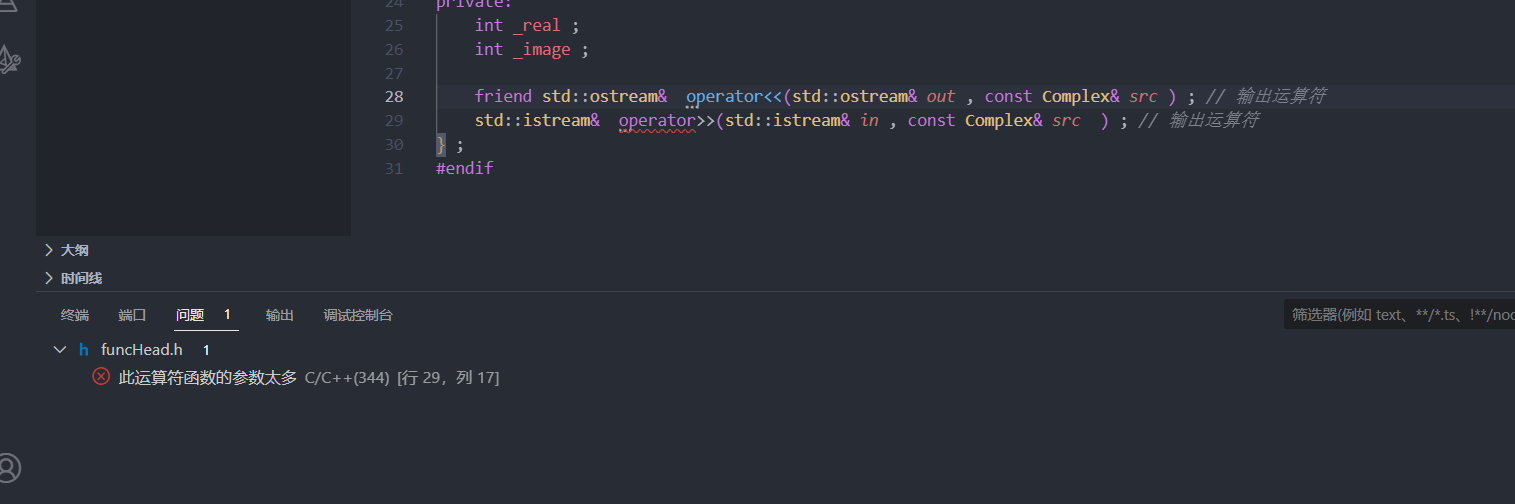 24 private:
25 int _real ;
26 int _image ;
27
28 friend std::ostream& operator<<(std::ostream& out , const Complex& src ) ; // 输出运算符
29 std::istream& operator>>(std::istream& in , const Complex& src ) ; // 输出运算符
30 } ;
31 #endif
大纲
时间线
终端 端口 问题 1 输出 调试控制台 筛选器(例如 text、**/*.ts、!**/noc
h funcHead.h 1
此运算符函数的参数太多 C/C++(344) [行 29，列 17]